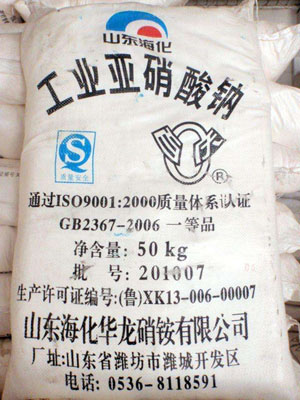 山东海化
工业亚硝酸钠
质量安全
®
通过ISO9001:2000质量体系认证
GB2367-2006 一等品
净含量: 50 kg
批 号: 201007
生产许可证编号:(鲁)XK13-006-00007
山东海化华龙硝铵有限公司
厂址:山东省潍坊市潍城开发区
电话: 0536-8118591